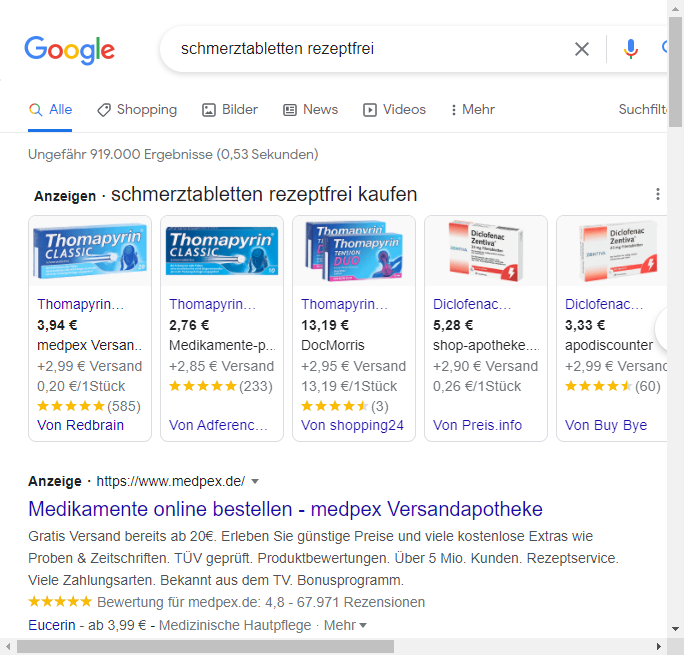 Google
schmerztabletten rezeptfrei
Alle Shopping Bilder News Videos Mehr Suchfilt
Ungefähr 919.000 Ergebnisse (0,53 Sekunden)
Anzeigen · schmerztabletten rezeptfrei kaufen
Thomapyrin CLASSIC
Thomapyrin...
3,94 €
medpex Versan..
+2,99 € Versand
0,20 €/1Stück
(585)
Von Redbrain
Thomapyrin CLASSIC
Thomapyrin...
2,76 €
Medikamente-p...
+2,85 € Versand
(233)
Von Adferenc...
Thomapyrin TENSION DUO
Thomapyrin...
13,19 €
DocMorris
+2,95 € Versand
13,19 €/1Stück
(3)
Von shopping24
Diclofenac Zentiva
Diclofenac...
5,28 €
shop-apotheke....
+2,90 € Versand
0,26 €/1Stück
Von Preis.info
Diclofenac Zentiva
Diclofenac...
3,33 €
apodiscounter
+2,99 € Versan
(60)
Von Buy Bye
Anzeige · https://www.medpex.de/
Medikamente online bestellen - medpex Versandapotheke
Gratis Versand bereits ab 20€. Erleben Sie günstige Preise und viele kostenlose Extras wie
Proben & Zeitschriften. TÜV geprüft. Produktbewertungen. Über 5 Mio. Kunden. Rezeptservice.
Viele Zahlungsarten. Bekannt aus dem TV. Bonusprogramm.
Bewertung für medpex.de: 4,8 - 67.971 Rezensionen
Eucerin - ab 3,99 € - Medizinische Hautpflege · Mehr